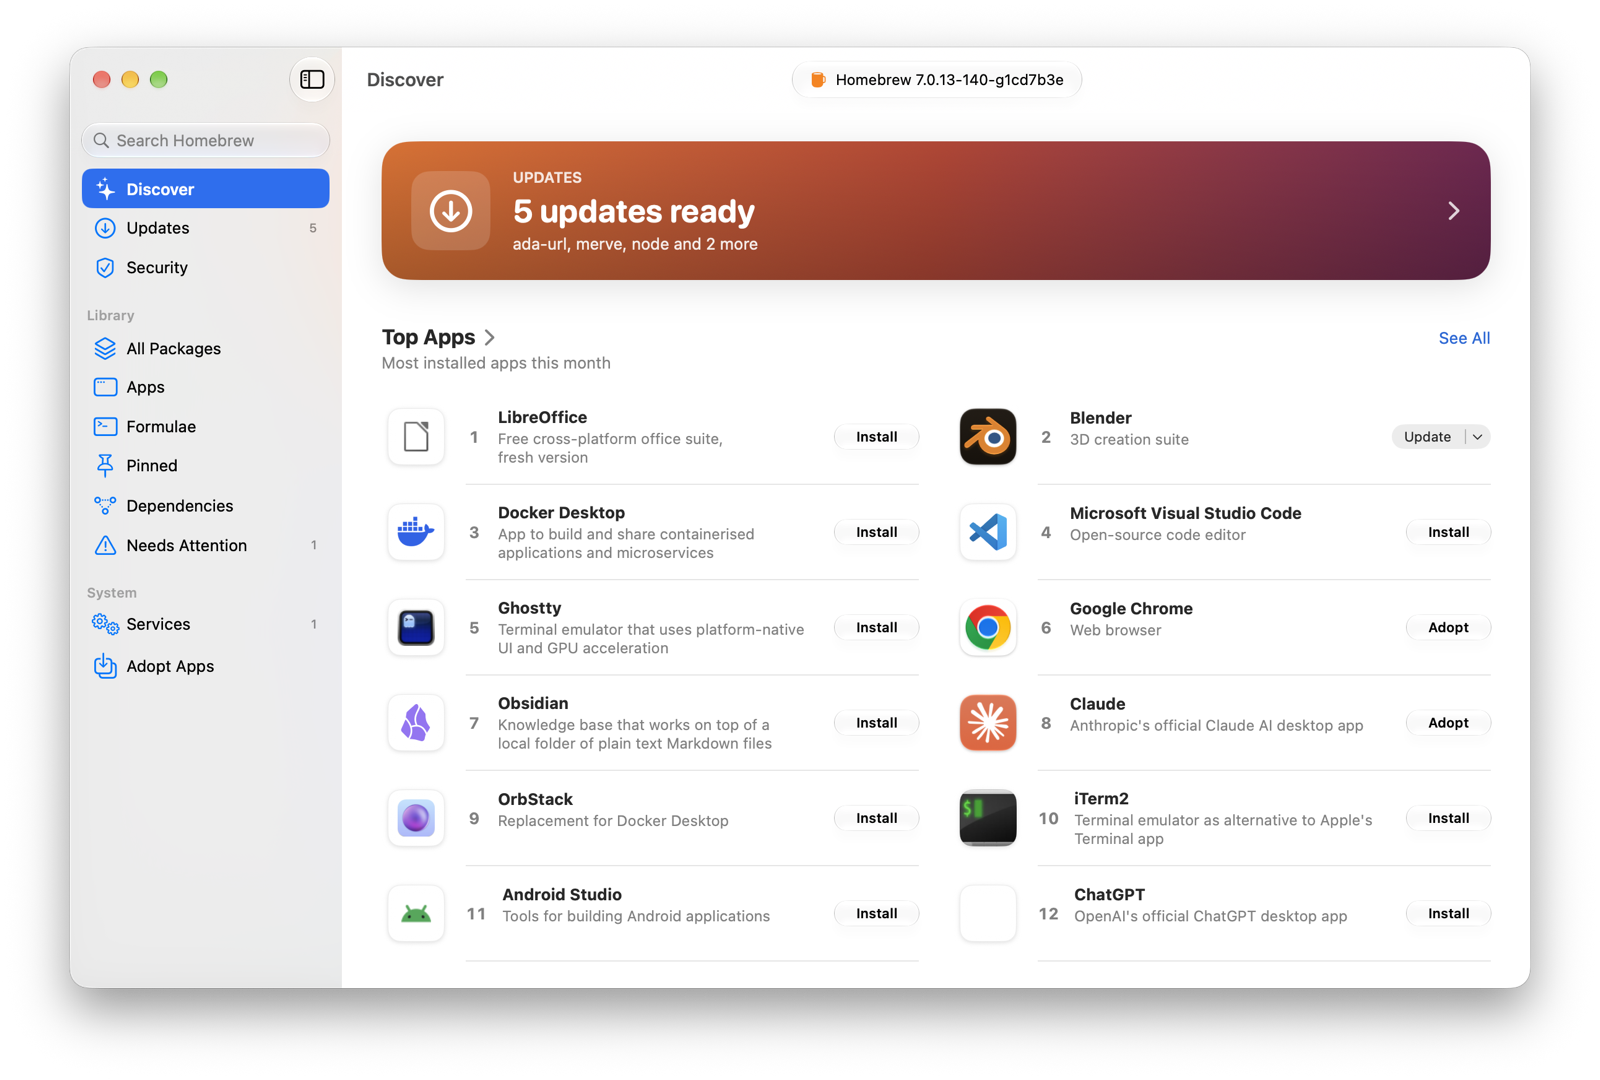 Discover
Homebrew 7.0.13-140-g1cd7b3e
Search Homebrew
Discover
Updates 5
Security
Library
All Packages
Apps
Formulae
Pinned
Dependencies
Needs Attention 1
System
Services 1
Adopt Apps
UPDATES
5 updates ready
ada-url, merve, node and 2 more
Top Apps
See All
Most installed apps this month
1
LibreOffice
Free cross-platform office suite,
fresh version
Install
2
Blender
3D creation suite
Update
3
Docker Desktop
App to build and share containerised
applications and microservices
Install
4
Microsoft Visual Studio Code
Open-source code editor
Install
5
Ghostty
Terminal emulator that uses platform-native
UI and GPU acceleration
Install
6
Google Chrome
Web browser
Adopt
7
Obsidian
Knowledge base that works on top of a
local folder of plain text Markdown files
Install
8
Claude
Anthropic's official Claude AI desktop app
Adopt
9
OrbStack
Replacement for Docker Desktop
Install
$
10
iTerm2
Terminal emulator as alternative to Apple's
Terminal app
Install
11
Android Studio
Tools for building Android applications
Install
12
ChatGPT
OpenAI's official ChatGPT desktop app
Install